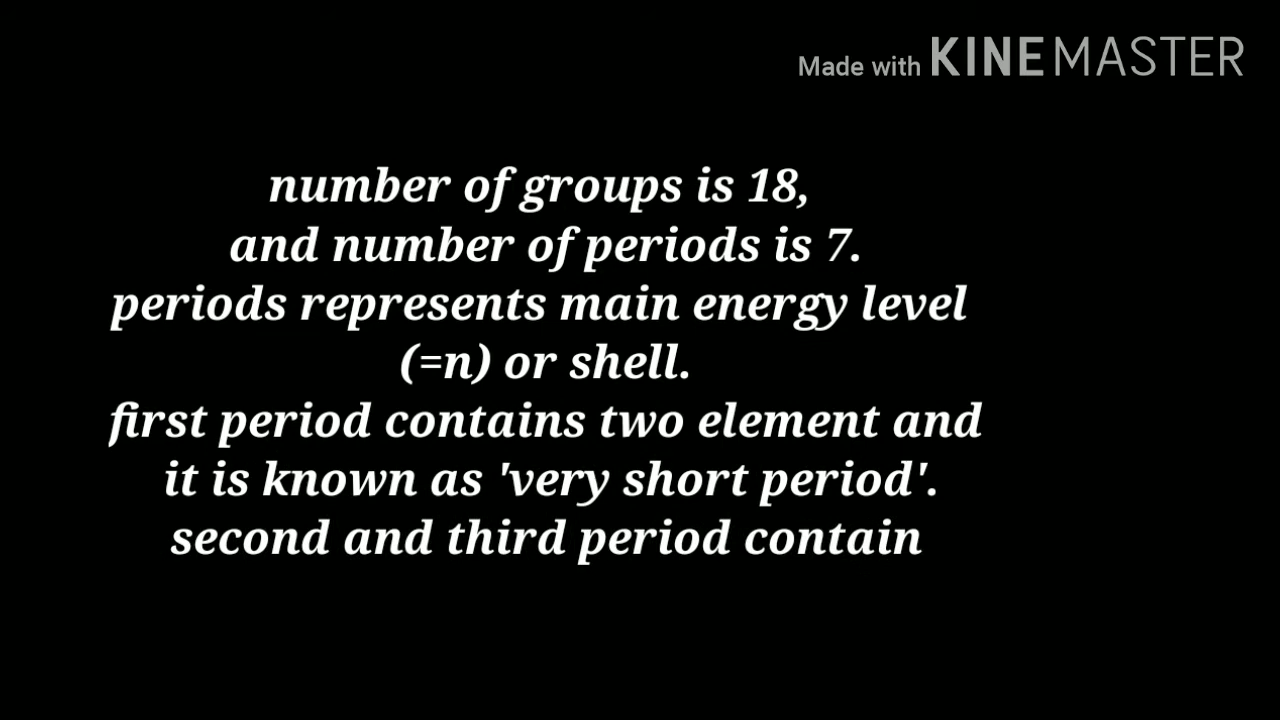 Made with KINEMASTER
number of groups is 18,
and number of periods is 7.
periods represents main energy level
(=n) or shell.
first period contains two element and
it is known as 'very short period'.
second and third period contain